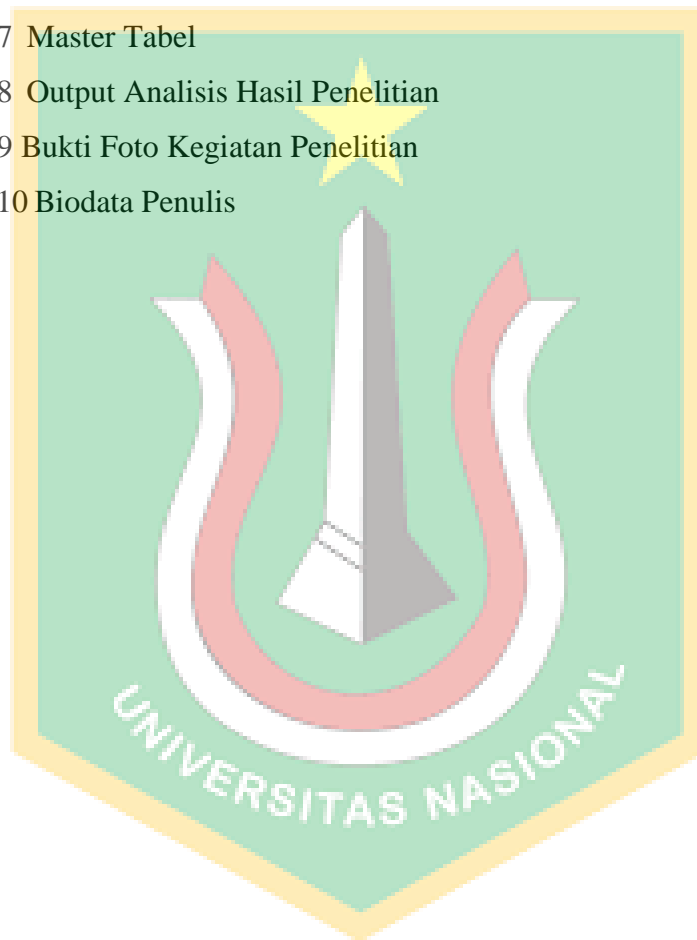 7 Master Tabel
8 Output Analisis Hasil Penelitian
9 Bukti Foto Kegiatan Penelitian
10 Biodata Penulis
UNIVERSITAS NASIONAL